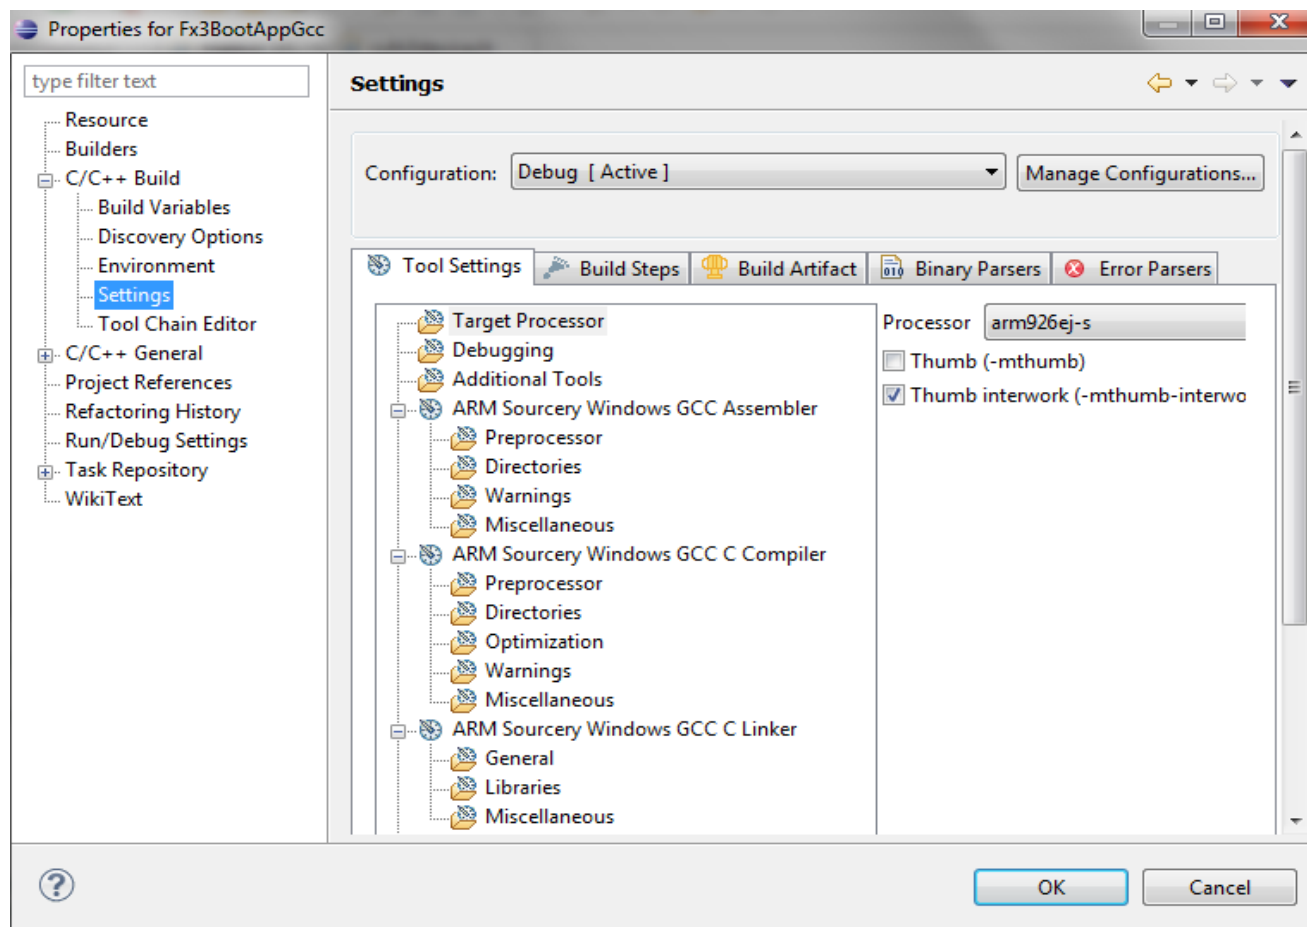 Properties for Fx3BootAppGcc
type filter text
Resource
Builders
C/C++ Build
Build Variables
Discovery Options
Environment
Settings
Tool Chain Editor
C/C++ General
Project References
Refactoring History
Run/Debug Settings
Task Repository
WikiText
Settings
Configuration: Debug [ Active ] Manage Configurations...
Tool Settings Build Steps Build Artifact Binary Parsers Error Parsers
Target Processor
Debugging
Additional Tools
ARM Sourcery Windows GCC Assembler
Preprocessor
Directories
Warnings
Miscellaneous
ARM Sourcery Windows GCC C Compiler
Preprocessor
Directories
Optimization
Warnings
Miscellaneous
ARM Sourcery Windows GCC C Linker
General
Libraries
Miscellaneous
Processor arm926ej-s
Thumb (-mthumb)
Thumb interwork (-mthumb-interwo
OK Cancel